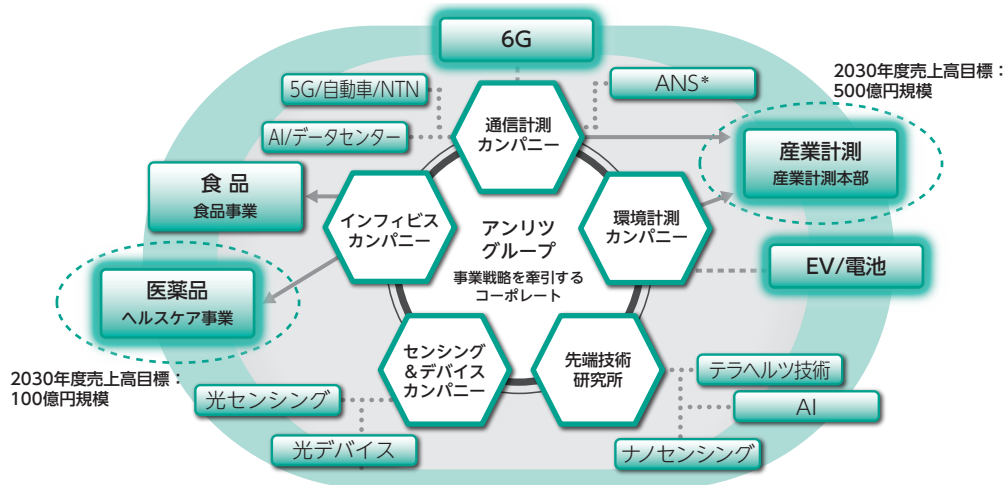 6G
2030年度売上高目標：
500億円規模
5G/自動車/NTN
ANS*
AI/データセンター
通信計測
カンパニー
産業計測
産業計測本部
食 品
食品事業
インフィビス
カンパニー
アンリツ
グループ
事業戦略を牽引する
コーポレート
環境計測
カンパニー
EV/電池
医薬品
ヘルスケア事業
2030年度売上高目標：
100億円規模
センシング
＆デバイス
カンパニー
先端技術
研究所
テラヘルツ技術
光センシング
AI
光デバイス
ナノセンシング